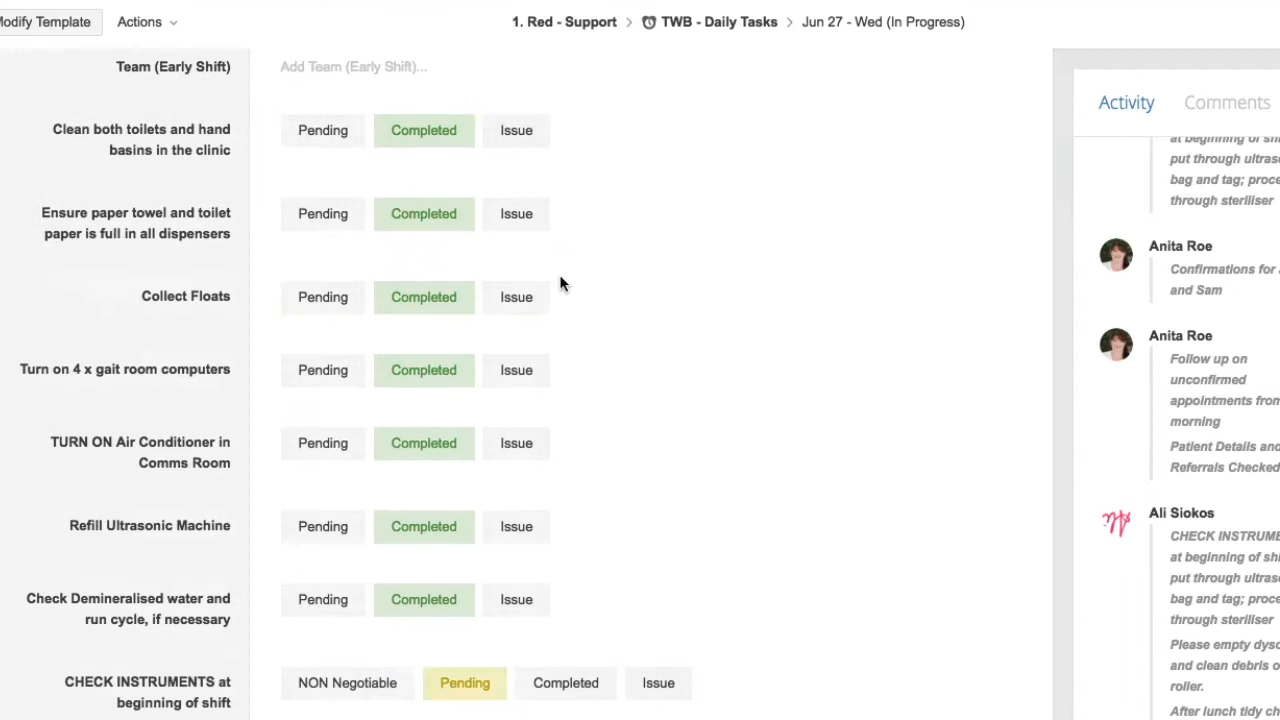 Modify Template Actions
1. Red - Support > TWB - Daily Tasks > Jun 27 - Wed (In Progress)
Team (Early Shift) Add Team (Early Shift)...
Clean both toilets and hand
basins in the clinic
Pending Completed Issue
Ensure paper towel and toilet
paper is full in all dispensers
Pending Completed Issue
Collect Floats
Pending Completed Issue
Turn on 4 x gait room computers
Pending Completed Issue
TURN ON Air Conditioner in
Comms Room
Pending Completed Issue
Refill Ultrasonic Machine
Pending Completed Issue
Check Demineralised water and
run cycle, if necessary
Pending Completed Issue
CHECK INSTRUMENTS at
beginning of shift
NON Negotiable Pending Completed Issue
Activity Comments
at beginning of shi
put through ultras
bag and tag; proce
through steriliser
Anita Roe
Confirmations for
and Sam
Anita Roe
Follow up on
unconfirmed
appointments from
morning
Patient Details and
Referrals Checked
Ali Siokos
CHECK INSTRUME
at beginning of shi
put through ultras
bag and tag; proce
through steriliser
Please empty dyso
and clean debris o
roller.
After lunch tidy ch